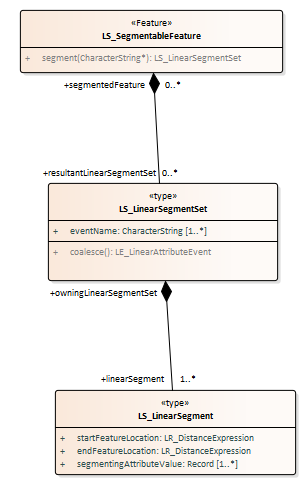 «Feature»
LS_SegmentableFeature
+ segment(CharacterString*): LS_LinearSegmentSet
+segmentedFeature 0..*
+resultantLinearSegmentSet 0..*
«type»
LS_LinearSegmentSet
+ eventName: CharacterString [1..*]
+ coalesce(): LE_LinearAttributeEvent
+owningLinearSegmentSet
+linearSegment 1..*
«type»
LS_LinearSegment
+ startFeatureLocation: LR_DistanceExpression
+ endFeatureLocation: LR_DistanceExpression
+ segmentingAttributeValue: Record [1..*]